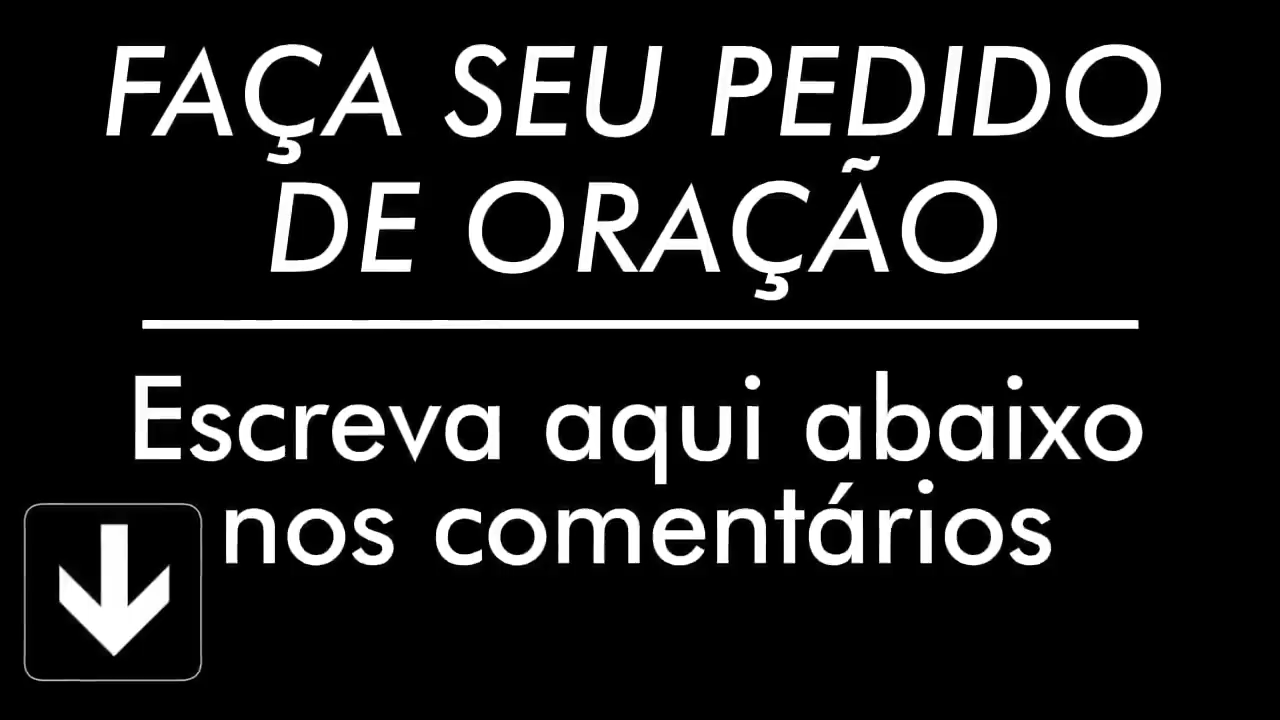 FAÇA SEU PEDIDO
DE ORAÇÃO
Escreva aqui abaixo
nos comentários